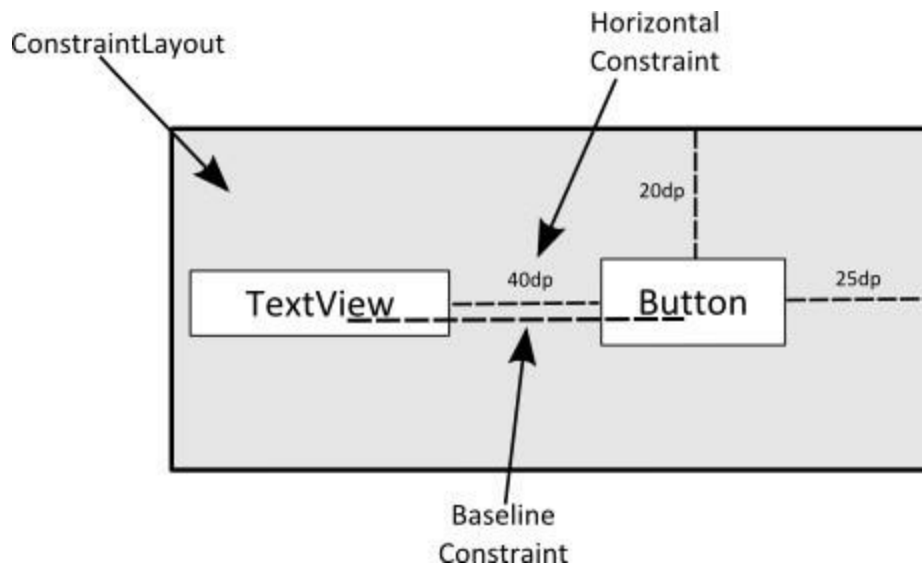 ConstraintLayout
Horizontal
Constraint
20dp
40dp
25dp
TextView
Button
Baseline
Constraint